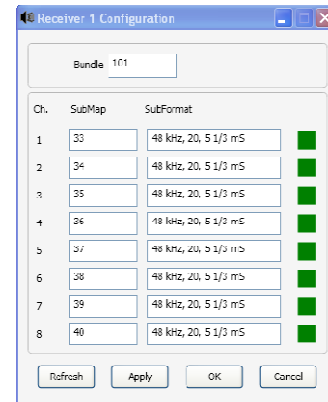 Receiver 1 Configuration
Bundle 101
Ch. SubMap SubFormat
1 33 48 kHz, 20, 5 1/3 mS
2 34 48 kHz, 20, 5 1/3 mS
3 35 48 kHz, 20, 5 1/3 mS
4 36 48 kHz, 20, 5 1/3 mS
5 37 48 kHz, 20, 5 1/3 mS
6 38 48 kHz, 20, 5 1/3 mS
7 39 48 kHz, 20, 5 1/3 mS
8 40 48 kHz, 20, 5 1/3 mS
Refresh Apply OK Cancel